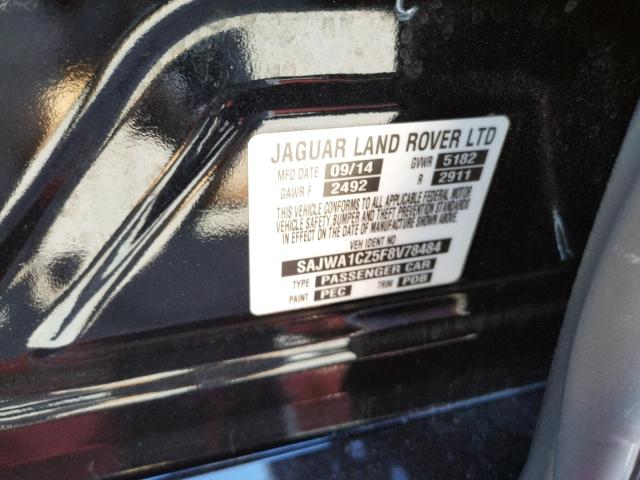 JAGUAR LAND ROVER LTD
MFD DATE 09/14 GVWR 5182
GAWR F 2492 R 2911
THIS VEHICLE CONFORMS TO ALL APPLICABLE FEDERAL MOTOR
VEHICLE SAFETY, BUMPER AND THEFT PREVENTION STANDARDS
IN EFFECT ON THE DATE OF MANUFACTURE SHOWN ABOVE.
VEH IDENT NO
SAJWA1CZ5F8V78484
TYPE PASSENGER CAR
PAINT PEC TRIM PDB